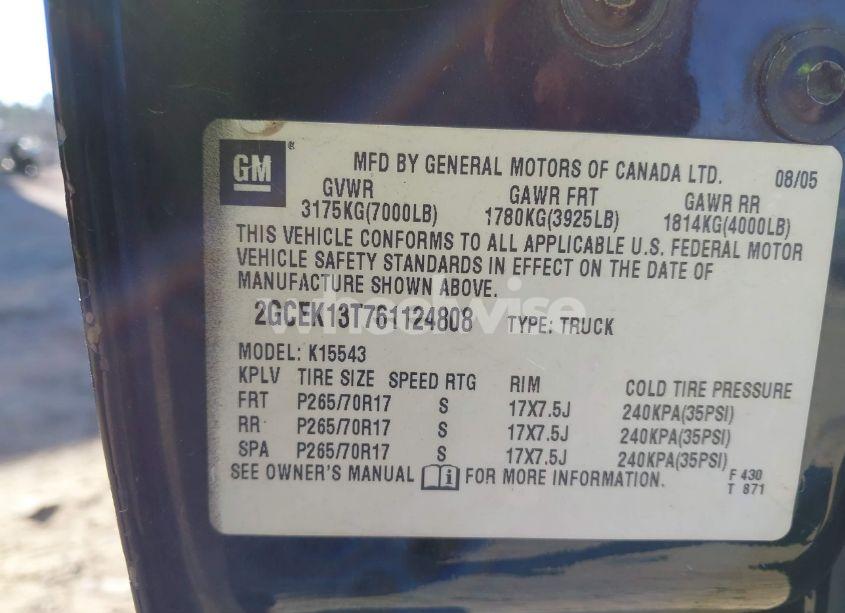 GM ®
MFD BY GENERAL MOTORS OF CANADA LTD. 08/05
GVWR GAWR FRT GAWR RR
3175KG(7000LB) 1780KG(3925LB) 1814KG(4000LB)
THIS VEHICLE CONFORMS TO ALL APPLICABLE U.S. FEDERAL MOTOR
VEHICLE SAFETY STANDARDS IN EFFECT ON THE DATE OF
MANUFACTURE SHOWN ABOVE.
wheelwise
2GCEK13T761124808 TYPE: TRUCK
MODEL: K15543
KPLV TIRE SIZE SPEED RTG RIM COLD TIRE PRESSURE
FRT P265/70R17 S 17X7.5J 240KPA(35PSI)
RR P265/70R17 S 17X7.5J 240KPA(35PSI)
SPA P265/70R17 S 17X7.5J 240KPA(35PSI)
SEE OWNER'S MANUAL i FOR MORE INFORMATION. F 430
T 871